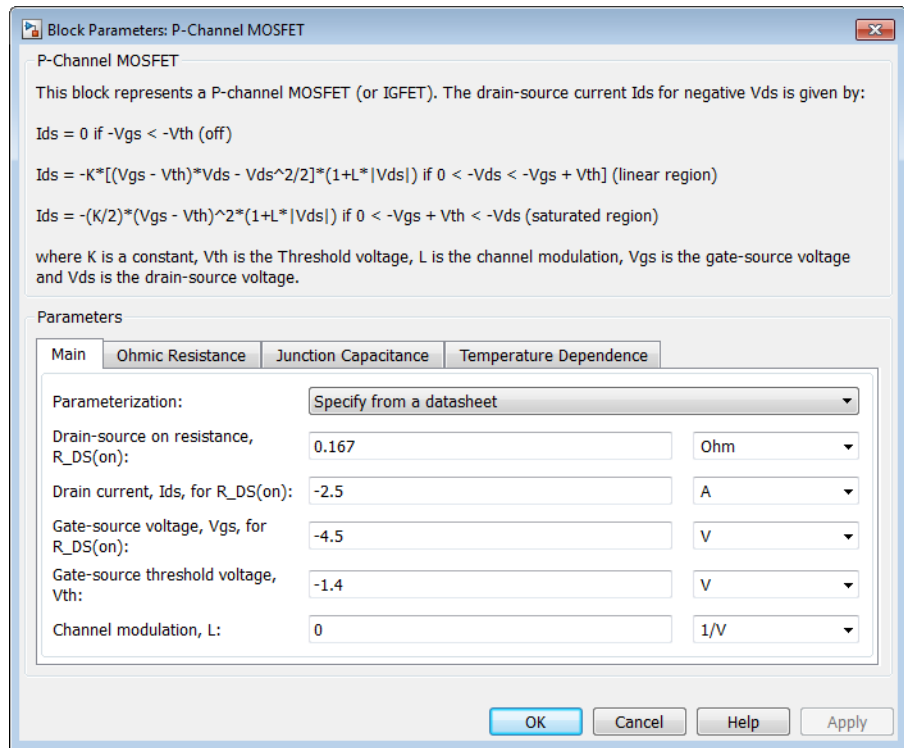 Block Parameters: P-Channel MOSFET
P-Channel MOSFET
This block represents a P-channel MOSFET (or IGFET). The drain-source current Ids for negative Vds is given by:
Ids = 0 if -Vgs < -Vth (off)
Ids = -K*[(Vgs - Vth)*Vds - Vds^2/2]*(1+L*|Vds|) if 0 < -Vds < -Vgs + Vth] (linear region)
Ids = -(K/2)*(Vgs - Vth)^2*(1+L*|Vds|) if 0 < -Vgs + Vth < -Vds (saturated region)
where K is a constant, Vth is the Threshold voltage, L is the channel modulation, Vgs is the gate-source voltage
and Vds is the drain-source voltage.
Parameters
Main Ohmic Resistance Junction Capacitance Temperature Dependence
Parameterization: Specify from a datasheet
Drain-source on resistance,
R_DS(on): 0.167 Ohm
Drain current, Ids, for R_DS(on): -2.5 A
Gate-source voltage, Vgs, for
R_DS(on): -4.5 V
Gate-source threshold voltage,
Vth: -1.4 V
Channel modulation, L: 0 1/V
OK Cancel Help Apply